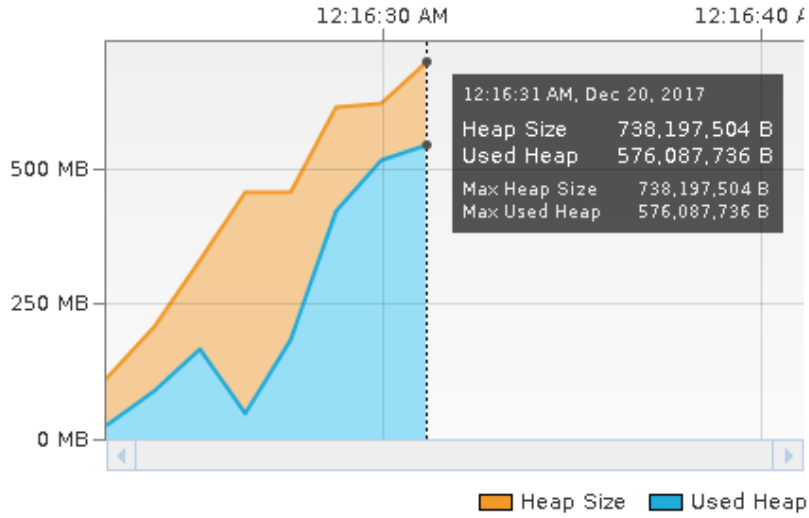 12:16:30 AM 12:16:40
12:16:31 AM, Dec 20, 2017
Heap Size 738,197,504 B
Used Heap 576,087,736 B
Max Heap Size 738,197,504 B
Max Used Heap 576,087,736 B
500 MB
250 MB
0 MB
Heap Size Used Heap